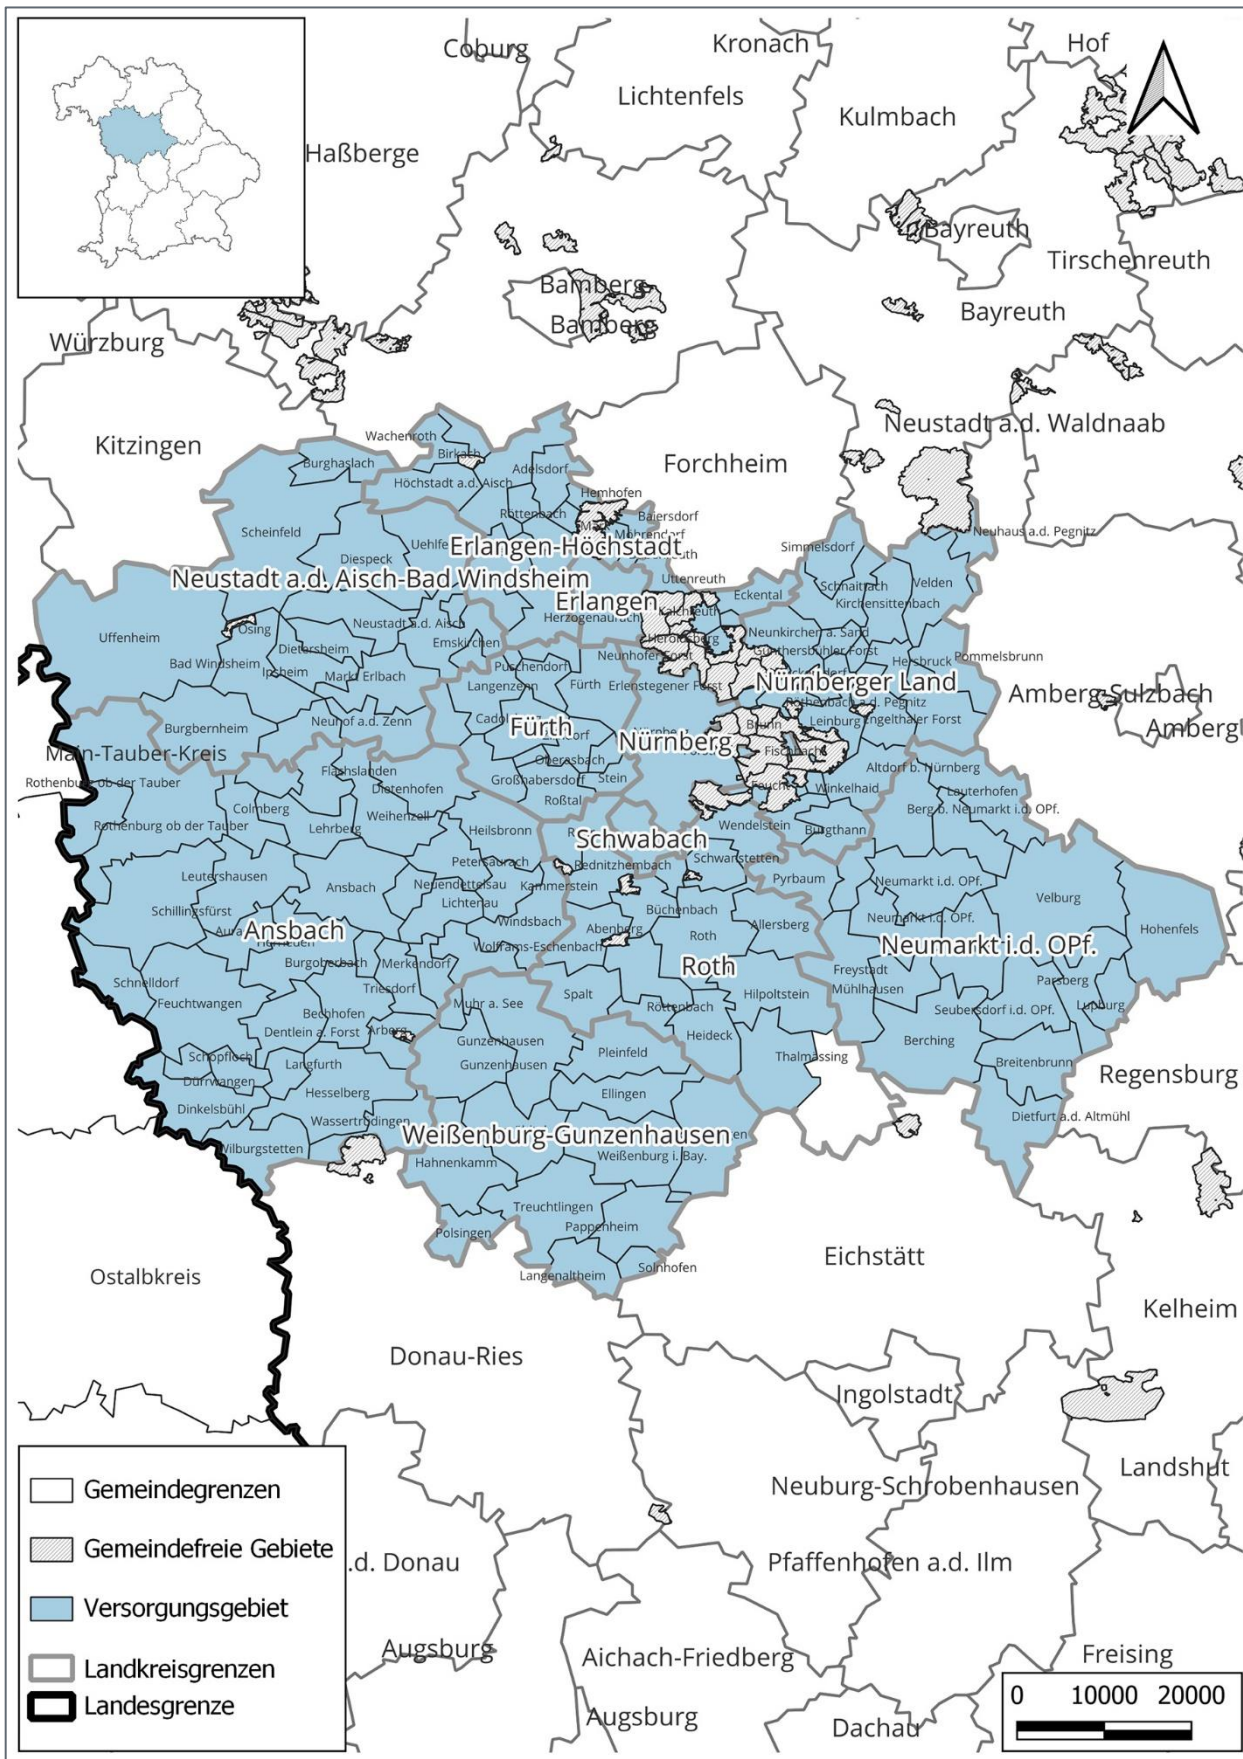 Coburg
Kronach
Hof
Lichtenfels
Kulmbach
Haßberge
Bayreuth
Tirschenreuth
Bamberg
Bamberg
Bayreuth
Würzburg
Kitzingen
Neustadt a.d. Waldnaab
Forchheim
Wachenroth
Birkach
Burghaslach
Adelsdorf
Höchstadt a.d. Aisch
Hemhofen
Röttenbach
Baiersdorf
Möhrendorf
Neuhaus a.d. Pegnitz
Scheinfeld
Uehlfe
Diespeck
Erlangen-Höchstadt
Simmelsdorf
Neustadt a.d. Aisch-Bad Windsheim
Uttenreuth
Eckental
Schnaittach
Velden
Kirchensittenbach
Erlangen
Kalchreuth
Herzogenaurach
Uffenheim
Osing
Neustadt a.d. Aisch
Emskirchen
Heroldsberg
Neunkirchen a. Sand
Günthersbühler Forst
Dietersheim
Neunhofer Forst
Hersbruck
Pommelsbrunn
Bad Windsheim
Ipsheim
Markt Erlbach
Puschendorf
Langenzenn
Fürth
Erlenstegener Forst
Nürnberger Land
Amberg-Sulzbach
Röthenbach a.d. Pegnitz
Burgbernheim
Neuhof a.d. Zenn
Fürth
Leinburg
Engelthaler Forst
Amberg
Main-Tauber-Kreis
Nürnberg
Brunn
Fischbach
Oberasbach
Rothenburg ob der Tauber
Flachslanden
Dietenhofen
Großhabersdorf
Stein
Feucht
Winkelhaid
Altdorf b. Nürnberg
Lauterhofen
Colmberg
Weihenzell
Roßtal
Berg b. Neumarkt i.d. OPf.
Rothenburg ob der Tauber
Lehrberg
Heilsbronn
Schwabach
Wendelstein
Burgthann
Petersaurach
Rednitzhembach
Schwanstetten
Leutershausen
Ansbach
Neuendettelsau
Kammerstein
Pyrbaum
Neumarkt i.d. OPf.
Velburg
Lichtenau
Schillingsfürst
Windsbach
Büchenbach
Allersberg
Neumarkt i.d. OPf.
Hohenfels
Ansbach
Abenberg
Roth
Wolframs-Eschenbach
Neumarkt i.d. OPf.
Burgoberbach
Merkendorf
Roth
Schnelldorf
Triesdorf
Freystadt
Mühlhausen
Parsberg
Feuchtwangen
Muhr a. See
Spalt
Röttenbach
Hilpoltstein
Lupburg
Bechhofen
Seubersdorf i.d. OPf.
Dentlein a. Forst
Arberg
Gunzenhausen
Heideck
Berching
Schopfloch
Langfurth
Gunzenhausen
Pleinfeld
Thalmässing
Breitenbrunn
Dürrwangen
Regensburg
Hesselberg
Ellingen
Dinkelsbühl
Wassertrüdingen
Dietfurt a.d. Altmühl
Weißenburg-Gunzenhausen
Wilburgstetten
Hahnenkamm
Weißenburg i. Bay.
Treuchtlingen
Pappenheim
Polsingen
Eichstätt
Langenaltheim
Solnhofen
Ostalbkreis
Kelheim
Donau-Ries
Ingolstadt
Landshut
Neuburg-Schrobenhausen
Gemeindegrenzen
Gemeindefreie Gebiete
Versorgungsgebiet
Landkreisgrenzen
Landesgrenze
.d. Donau
Pfaffenhofen a.d. Ilm
Augsburg
Aichach-Friedberg
Freising
Augsburg
Dachau
0 10000 20000